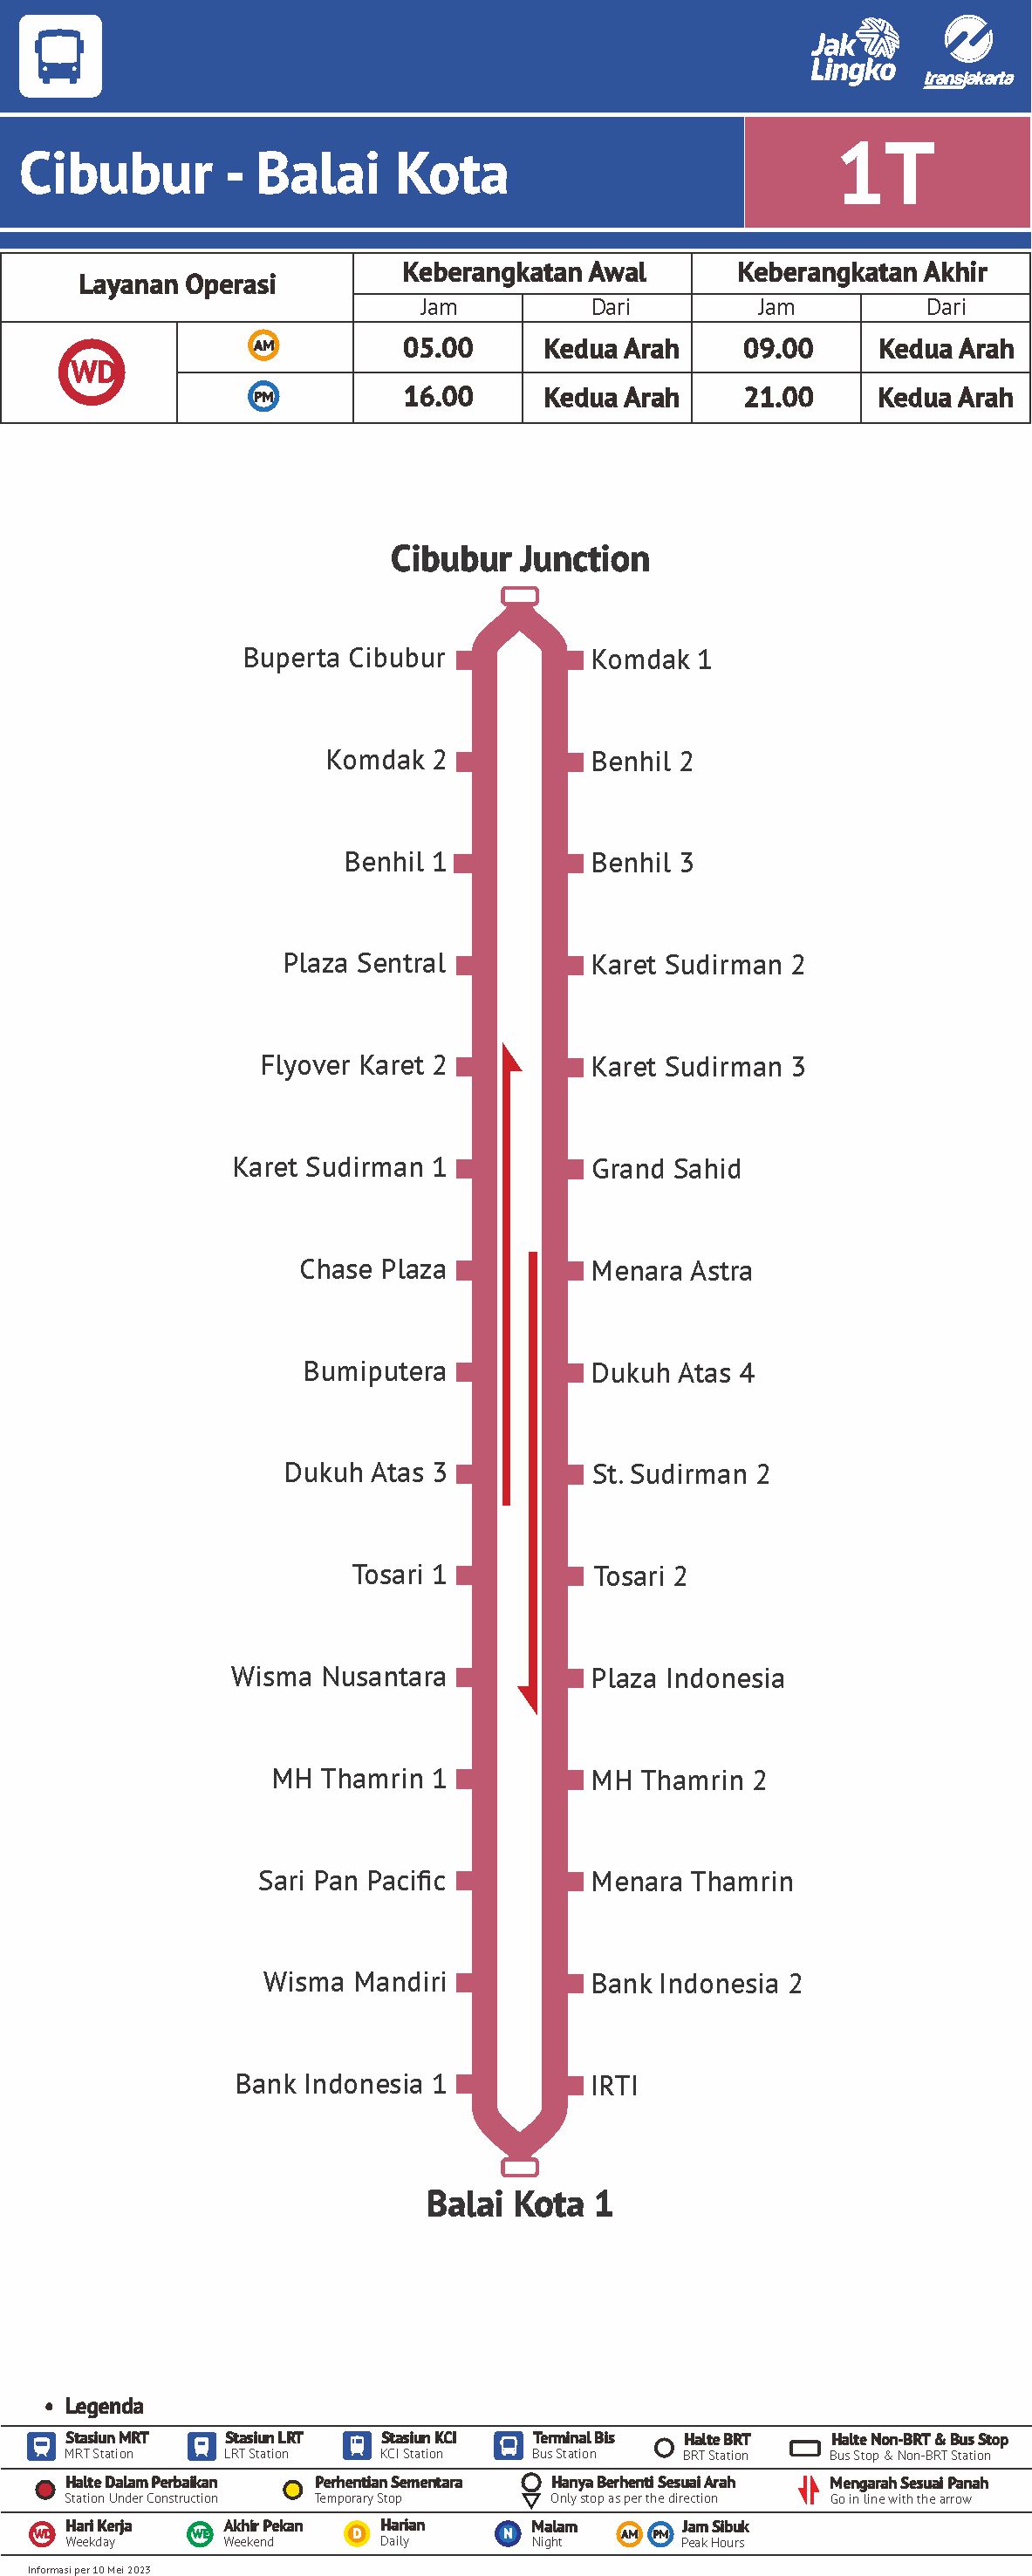 Jak
Lingko
transjakarta
Cibubur - Balai Kota
1T
Layanan Operasi
Keberangkatan Awal
Keberangkatan Akhir
Jam
Dari
Jam
Dari
WD
AM
05.00
Kedua Arah
09.00
Kedua Arah
PM
16.00
Kedua Arah
21.00
Kedua Arah
Cibubur Junction
Buperta Cibubur
Komdak 1
Komdak 2
Benhil 2
Benhil 1
Benhil 3
Plaza Sentral
Karet Sudirman 2
Flyover Karet 2
Karet Sudirman 3
Karet Sudirman 1
Grand Sahid
Chase Plaza
Menara Astra
Bumiputera
Dukuh Atas 4
Dukuh Atas 3
St. Sudirman 2
Tosari 1
Tosari 2
Wisma Nusantara
Plaza Indonesia
MH Thamrin 1
MH Thamrin 2
Sari Pan Pacific
Menara Thamrin
Wisma Mandiri
Bank Indonesia 2
Bank Indonesia 1
IRTI
Balai Kota 1
• Legenda
Stasiun MRT
MRT Station
Stasiun LRT
LRT Station
Stasiun KCI
KCI Station
Terminal Bis
Bus Station
Halte BRT
BRT Station
Halte Non-BRT & Bus Stop
Bus Stop & Non-BRT Station
Halte Dalam Perbaikan
Station Under Construction
Perhentian Sementara
Temporary Stop
Hanya Berhenti Sesuai Arah
Only stop as per the direction
Mengarah Sesuai Panah
Go in line with the arrow
WD
Hari Kerja
Weekday
WE
Akhir Pekan
Weekend
D
Harian
Daily
N
Malam
Night
AM
PM
Jam Sibuk
Peak Hours
Informasi per 10 Mei 2023